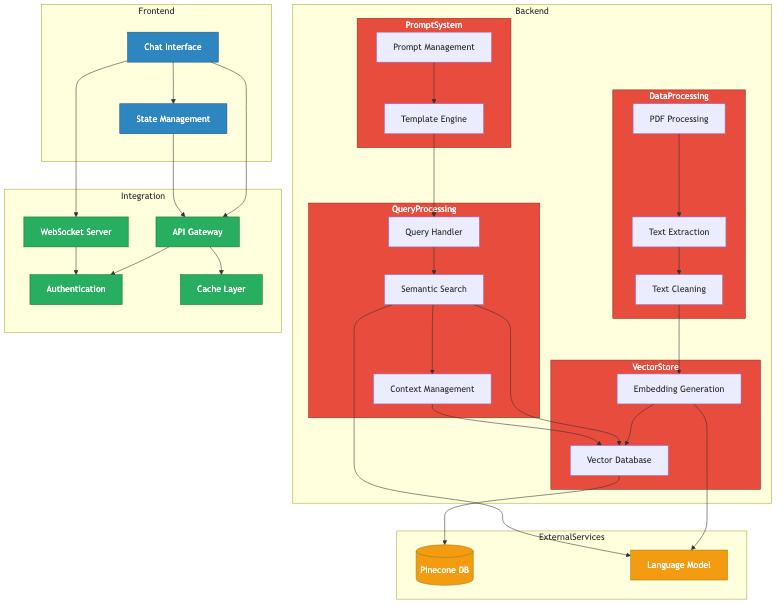 Frontend
Chat Interface
State Management
Integration
WebSocket Server
API Gateway
Authentication
Cache Layer
Backend
PromptSystem
Prompt Management
Template Engine
DataProcessing
PDF Processing
Text Extraction
Text Cleaning
QueryProcessing
Query Handler
Semantic Search
Context Management
VectorStore
Embedding Generation
Vector Database
ExternalServices
Pinecone DB
Language Model